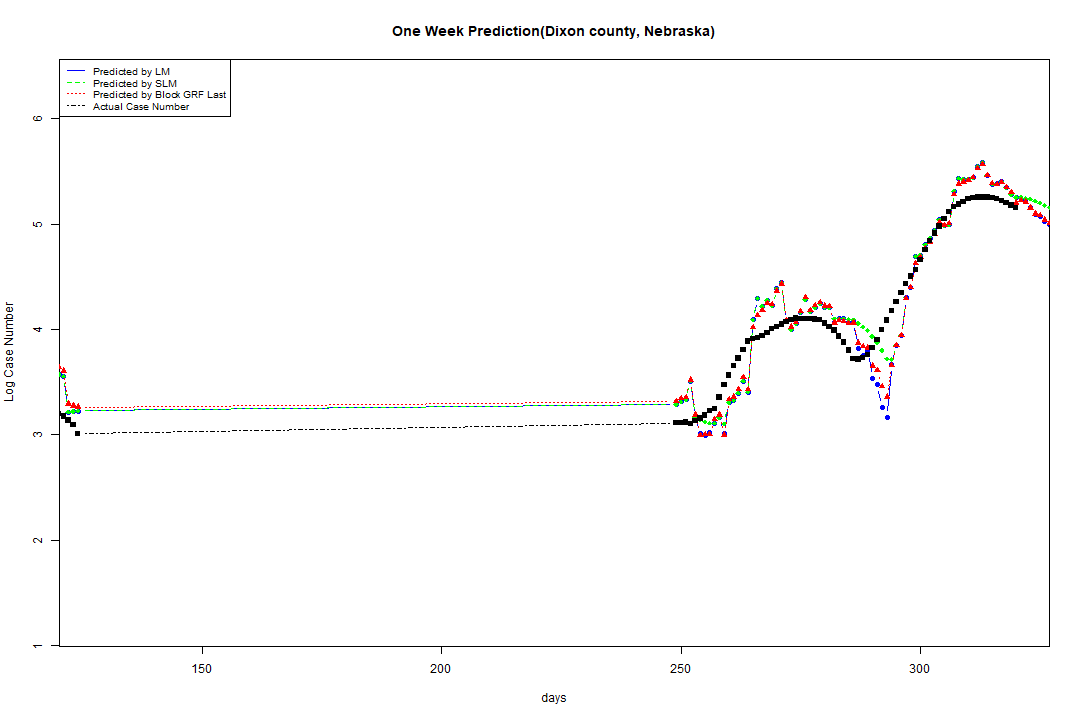 One Week Prediction(Dixon county, Nebraska)
Predicted by LM
Predicted by SLM
Predicted by Block GRF Last
Actual Case Number
6
5
4
3
2
1
Log Case Number
150
200
250
300
days